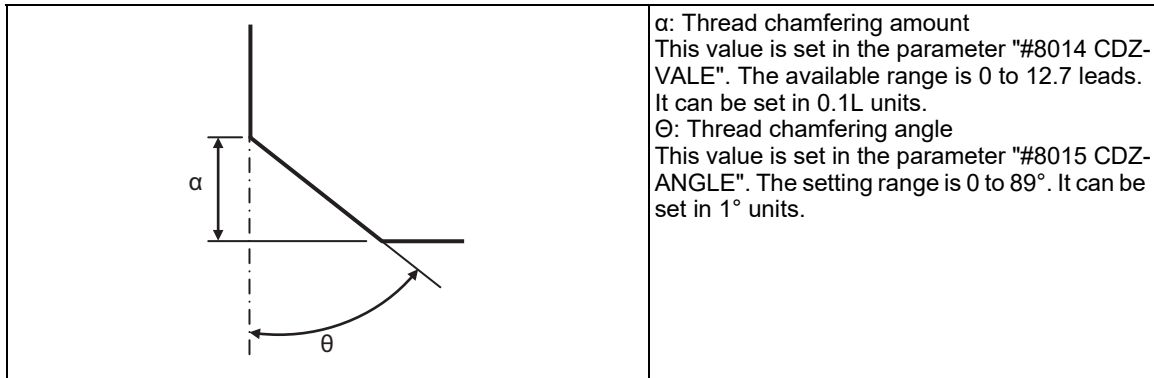 α
θ
α: Thread chamfering amount
This value is set in the parameter "#8014 CDZ-
VALE". The available range is 0 to 12.7 leads.
It can be set in 0.1L units.
Θ: Thread chamfering angle
This value is set in the parameter "#8015 CDZ-
ANGLE". The setting range is 0 to 89°. It can be
set in 1° units.